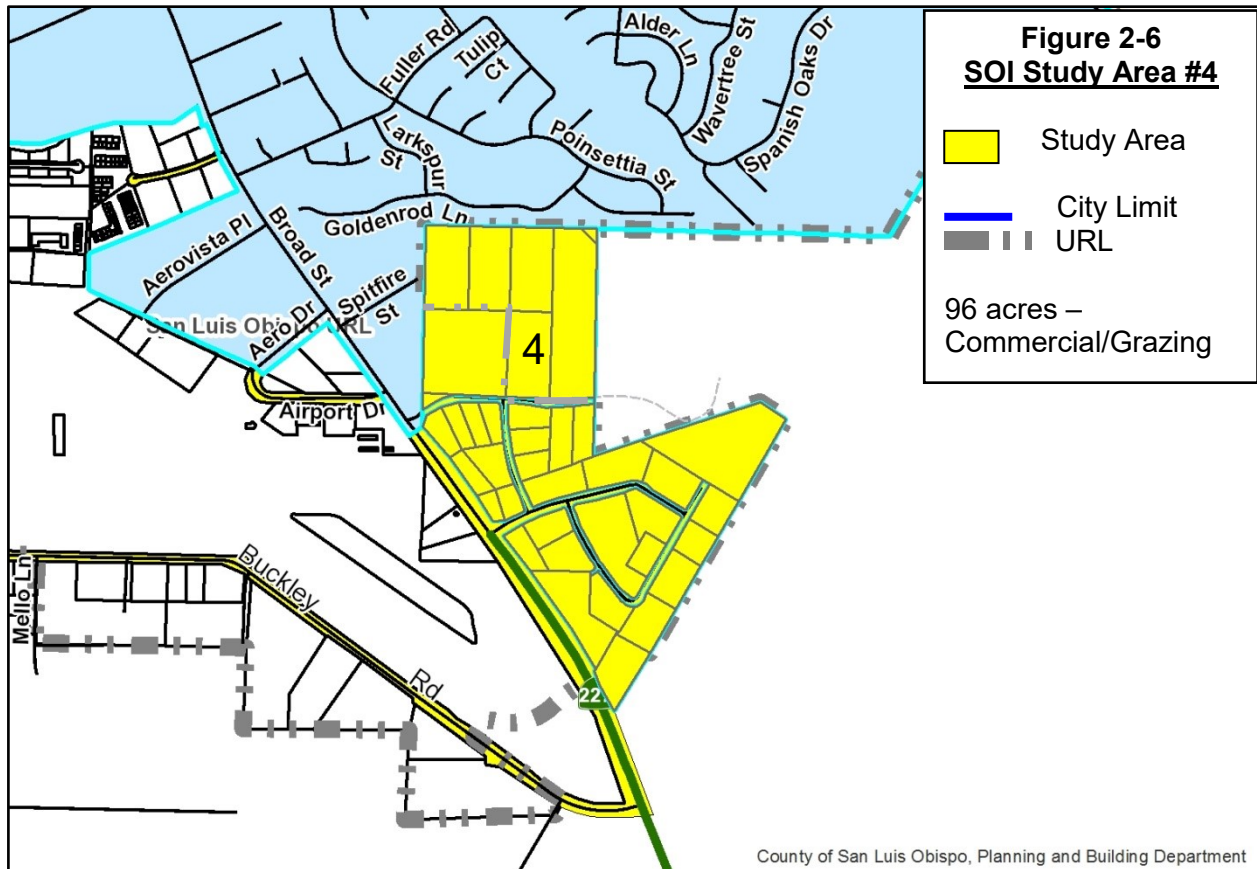 Figure 2-6
SOI Study Area #4
Study Area
City Limit
URL
96 acres –
Commercial/Grazing
Fuller Rd
Tulip
Ct
Alder Ln
Wavertree St
Spanish Oaks Dr
Larkspur
St
Poinsettia St
Goldenrod Ln
Broad St
Aerovista Pl
Spitfire
St
Aero Dr
San Luis Obispo URL
4
Airport Dr
Buckley
Rd
Mello Ln
22
County of San Luis Obispo, Planning and Building Department